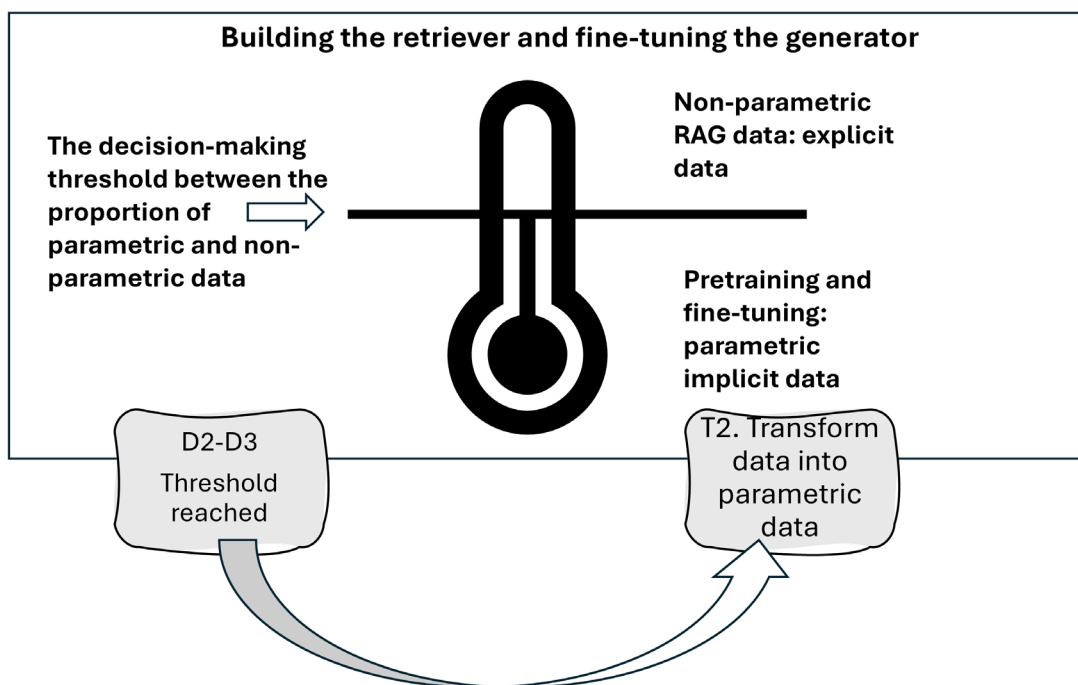 Building the retriever and fine-tuning the generator
The decision-making
threshold between the
proportion of
parametric and non-
parametric data
Non-parametric
RAG data: explicit
data
Pretraining and
fine-tuning:
parametric
implicit data
D2-D3
Threshold
reached
T2. Transform
data into
parametric
data